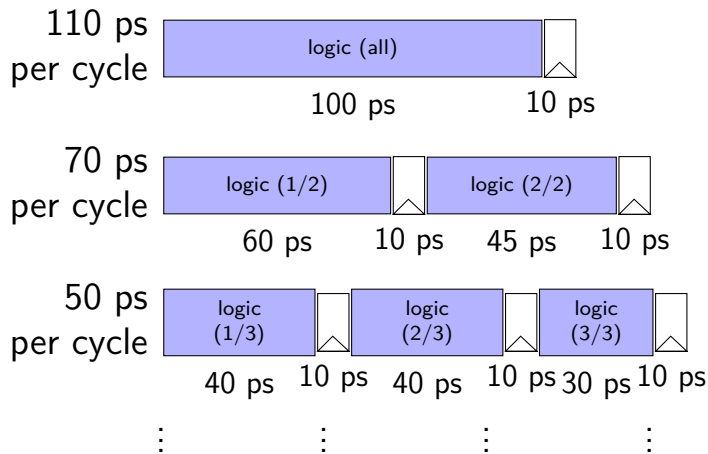 110 ps
per cycle
logic (all)
100 ps
10 ps
70 ps
per cycle
logic (1/2)
logic (2/2)
60 ps
10 ps
45 ps
10 ps
50 ps
per cycle
logic
(1/3)
logic
(2/3)
logic
(3/3)
40 ps
10 ps
40 ps
10 ps
30 ps
10 ps